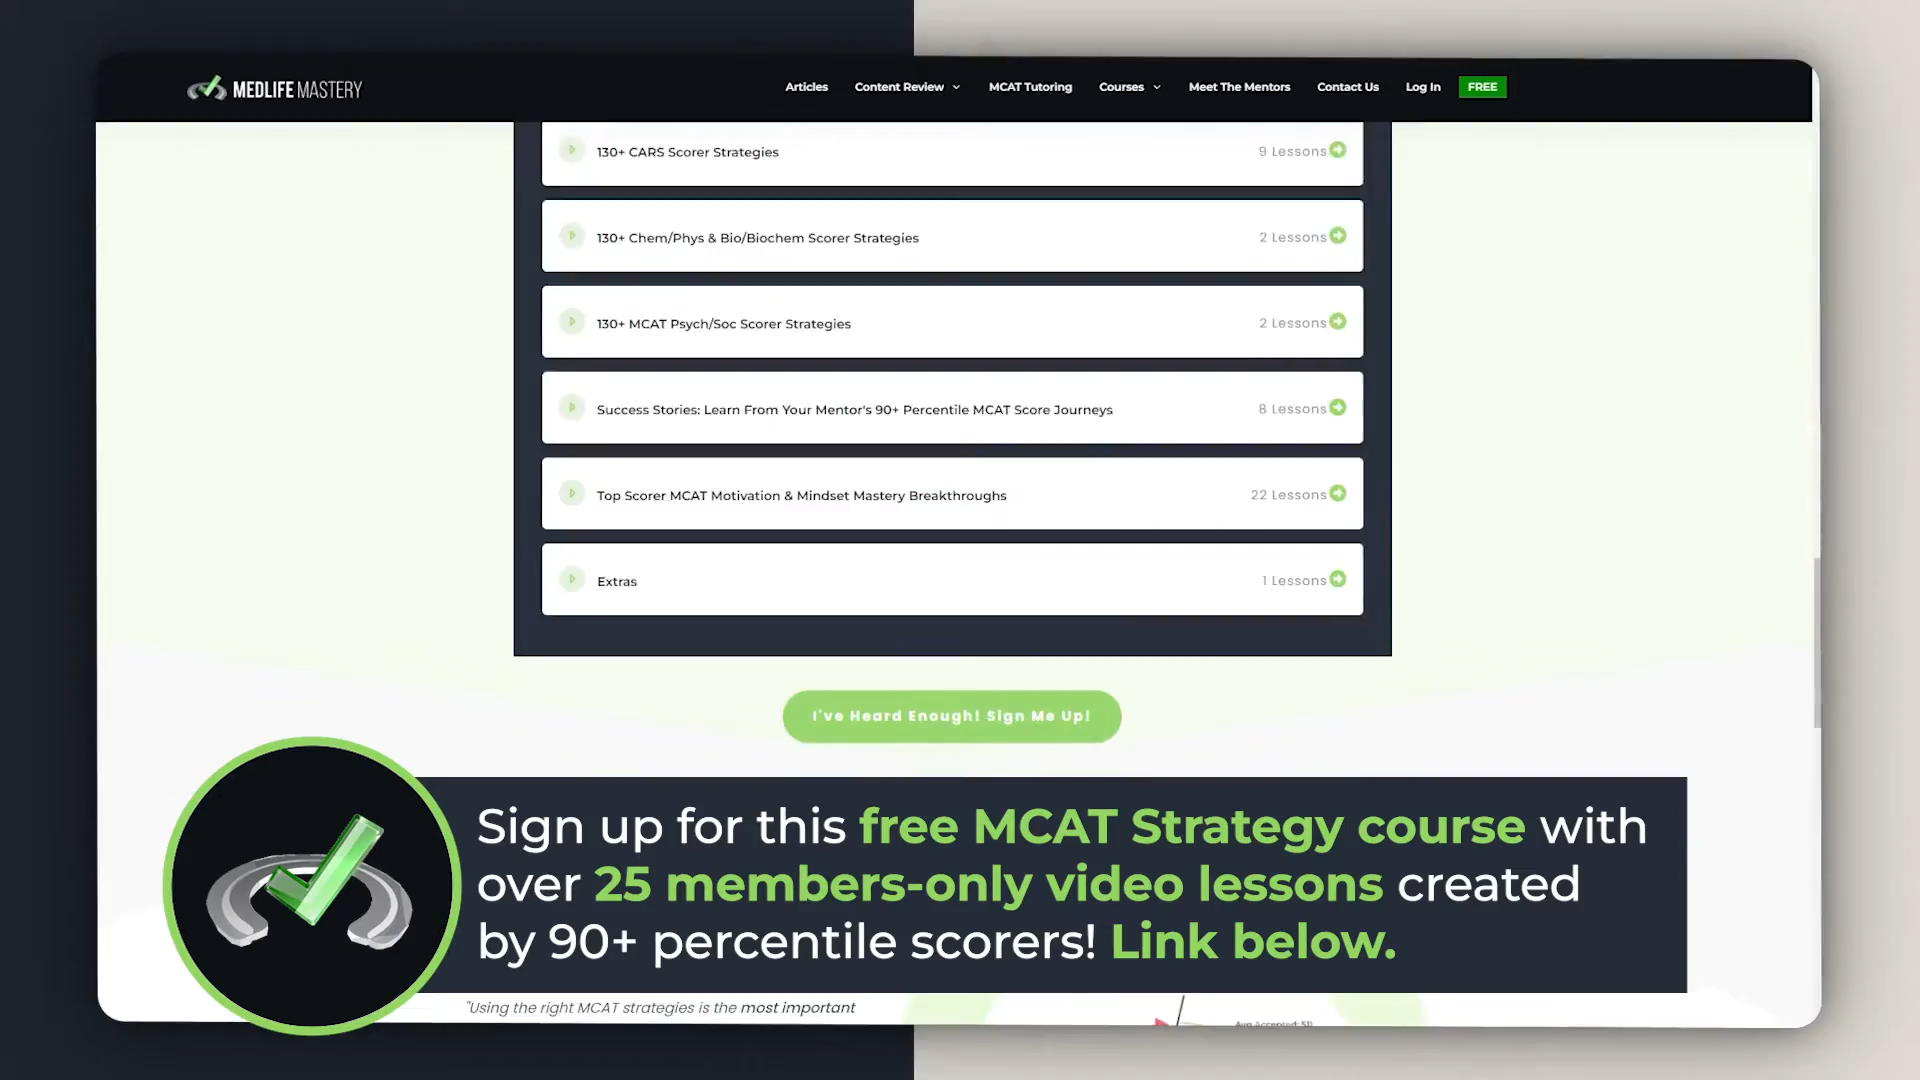 MEDLIFE MASTERY
Articles Content Review MCAT Tutoring Courses Meet The Mentors Contact Us Log In FREE
130+ CARS Scorer Strategies 9 Lessons
130+ Chem/Phys & Bio/Biochem Scorer Strategies 2 Lessons
130+ MCAT Psych/Soc Scorer Strategies 2 Lessons
Success Stories: Learn From Your Mentor's 90+ Percentile MCAT Score Journeys 8 Lessons
Top Scorer MCAT Motivation & Mindset Mastery Breakthroughs 22 Lessons
Extras 1 Lessons
I've Heard Enough! Sign Me Up!
Sign up for this free MCAT Strategy course with
over 25 members-only video lessons created
by 90+ percentile scorers! Link below.
"Using the right MCAT strategies is the most important
Avg Accepted: 511